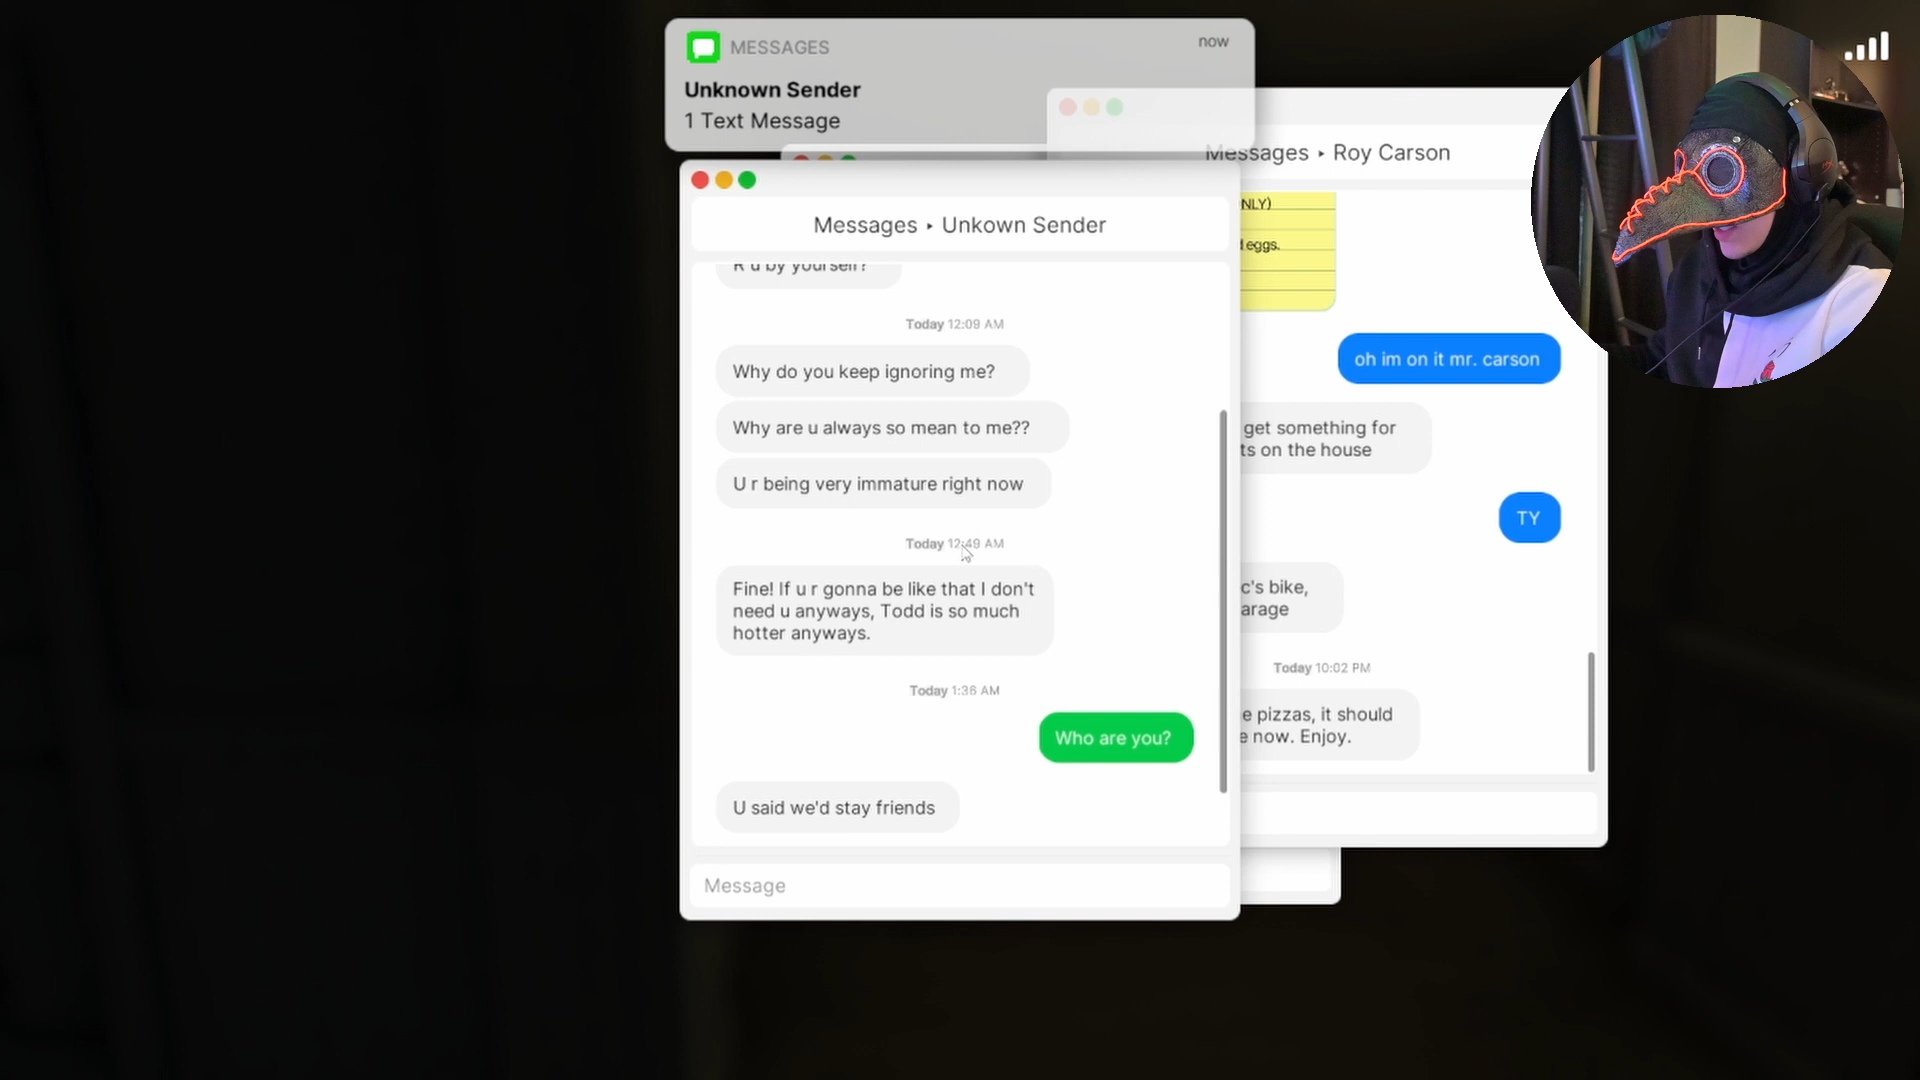 MESSAGES
now
Unknown Sender
1 Text Message
Messages ‣ Unkown Sender
R u by yourself?
Today 12:09 AM
Why do you keep ignoring me?
Why are u always so mean to me??
U r being very immature right now
Today 12:49 AM
Fine! If u r gonna be like that I don't
need u anyways, Todd is so much
hotter anyways.
Today 1:36 AM
Who are you?
U said we'd stay friends
Message
Messages ‣ Roy Carson
NLY)
eggs.
oh im on it mr. carson
get something for
ts on the house
TY
c's bike,
arage
Today 10:02 PM
e pizzas, it should
e now. Enjoy.